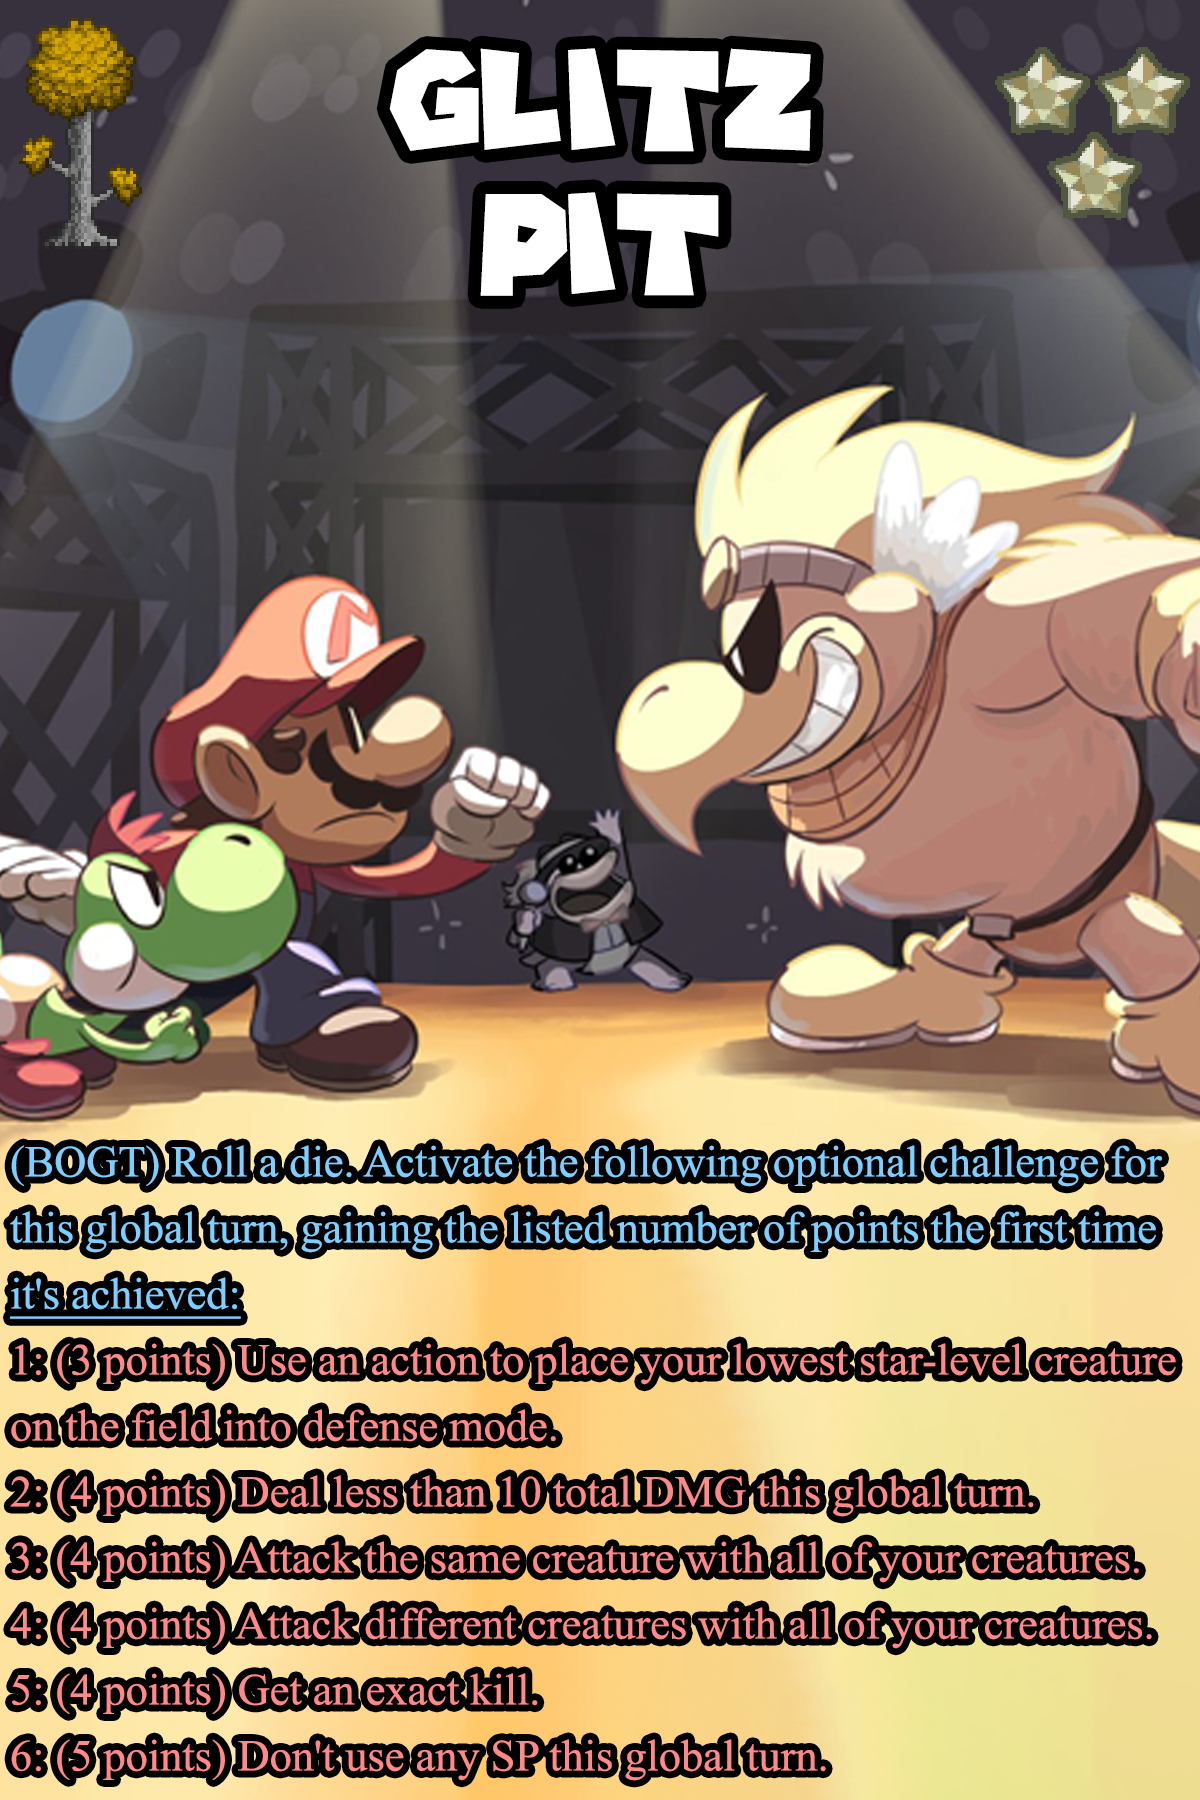 GLITZ
PIT
(BOGT) Roll a die. Activate the following optional challenge for
this global turn, gaining the listed number of points the first time
it's achieved:
1: (3 points) Use an action to place your lowest star-level creature
on the field into defense mode.
2: (4 points) Deal less than 10 total DMG this global turn.
3: (4 points) Attack the same creature with all of your creatures.
4: (4 points) Attack different creatures with all of your creatures.
5: (4 points) Get an exact kill.
6: (5 points) Don't use any SP this global turn.